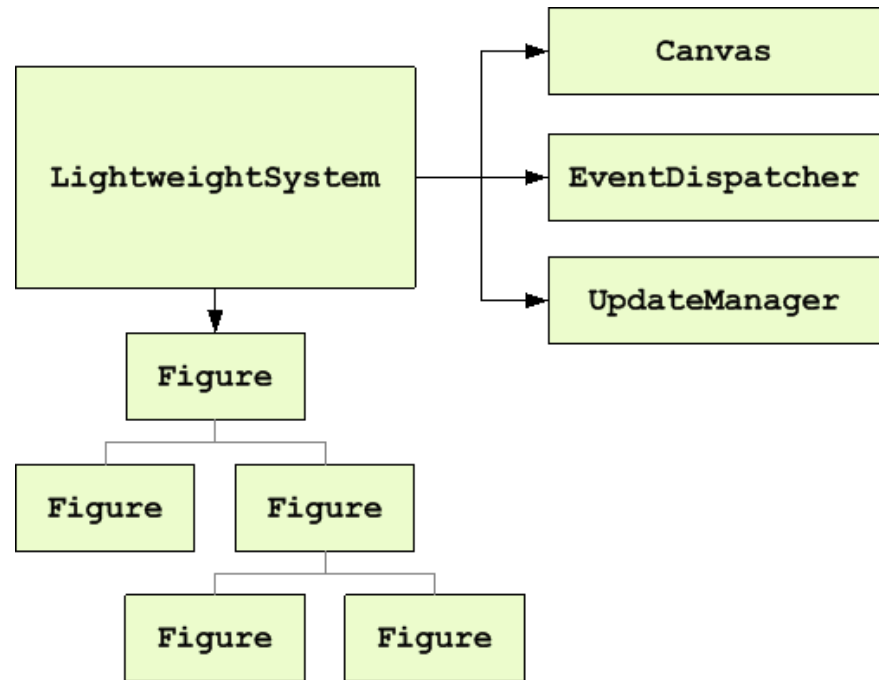 Canvas
LightweightSystem
EventDispatcher
UpdateManager
Figure
Figure
Figure
Figure
Figure